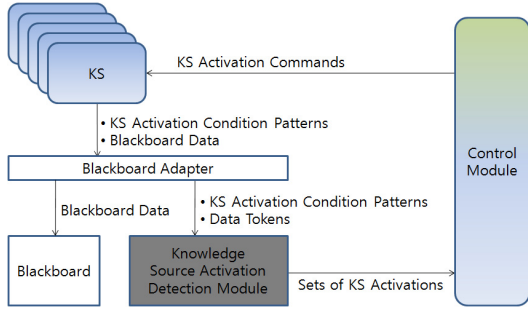 KS
KS Activation Commands
• KS Activation Condition Patterns
• Blackboard Data
Blackboard Adapter
Control
Module
Blackboard Data
• KS Activation Condition Patterns
• Data Tokens
Blackboard
Knowledge
Source Activation
Detection Module
Sets of KS Activations